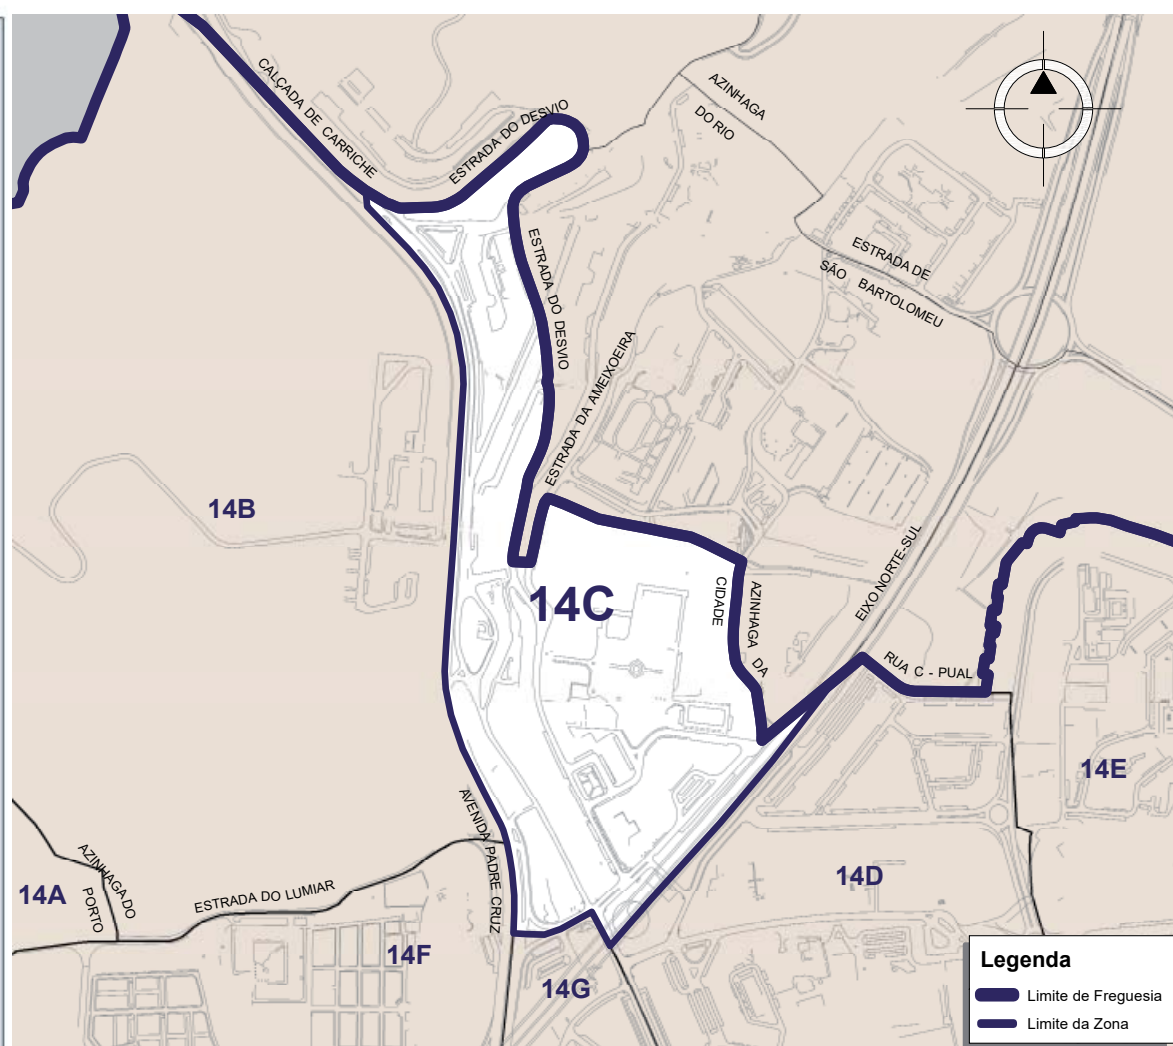 CALÇADA DE CARRICHE
ESTRADA DO DESVIO
AZINHAGA
DO RIO
ESTRADA DE
SÃO BARTOLOMEU
ESTRADA DO DESVIO
ESTRADA DA AMEIXOEIRA
14B
EIXO NORTE-SUL
14C
CIDADE
AZINHAGA DA
RUA C - PUAL
14E
AVENIDA PADRE CRUZ
14D
AZINHAGA DO
PORTO
14A
ESTRADA DO LUMIAR
14F
14G
Legenda
Limite de Freguesia
Limite da Zona